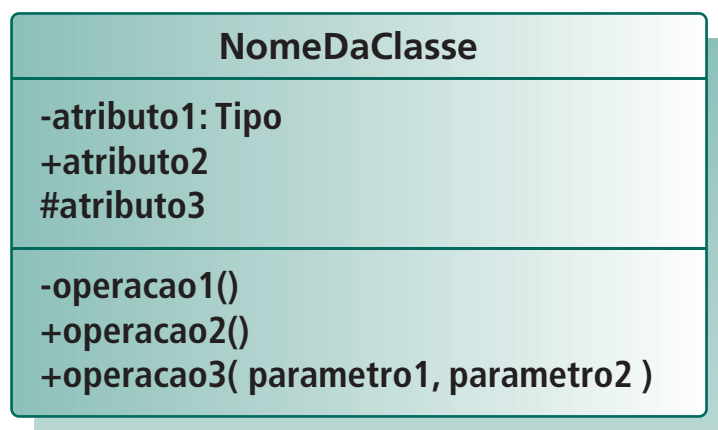 NomeDaClasse
-atributo1: Tipo
+atributo2
#atributo3
-operacao1()
+operacao2()
+operacao3( parametro1, parametro2 )